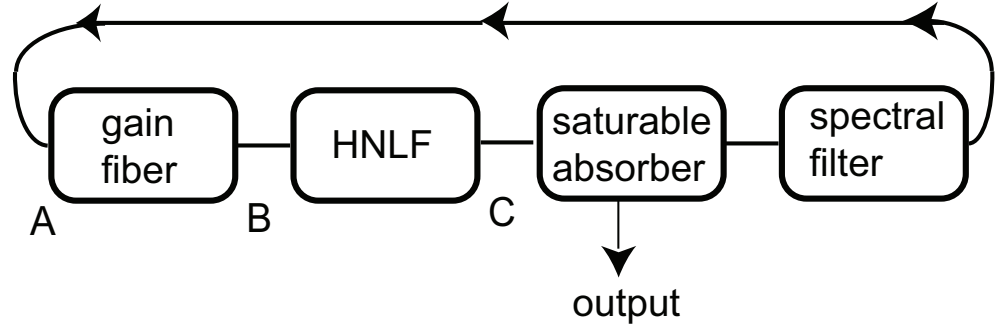 gain
fiber
HNLF
saturable
absorber
spectral
filter
A
B
C
output